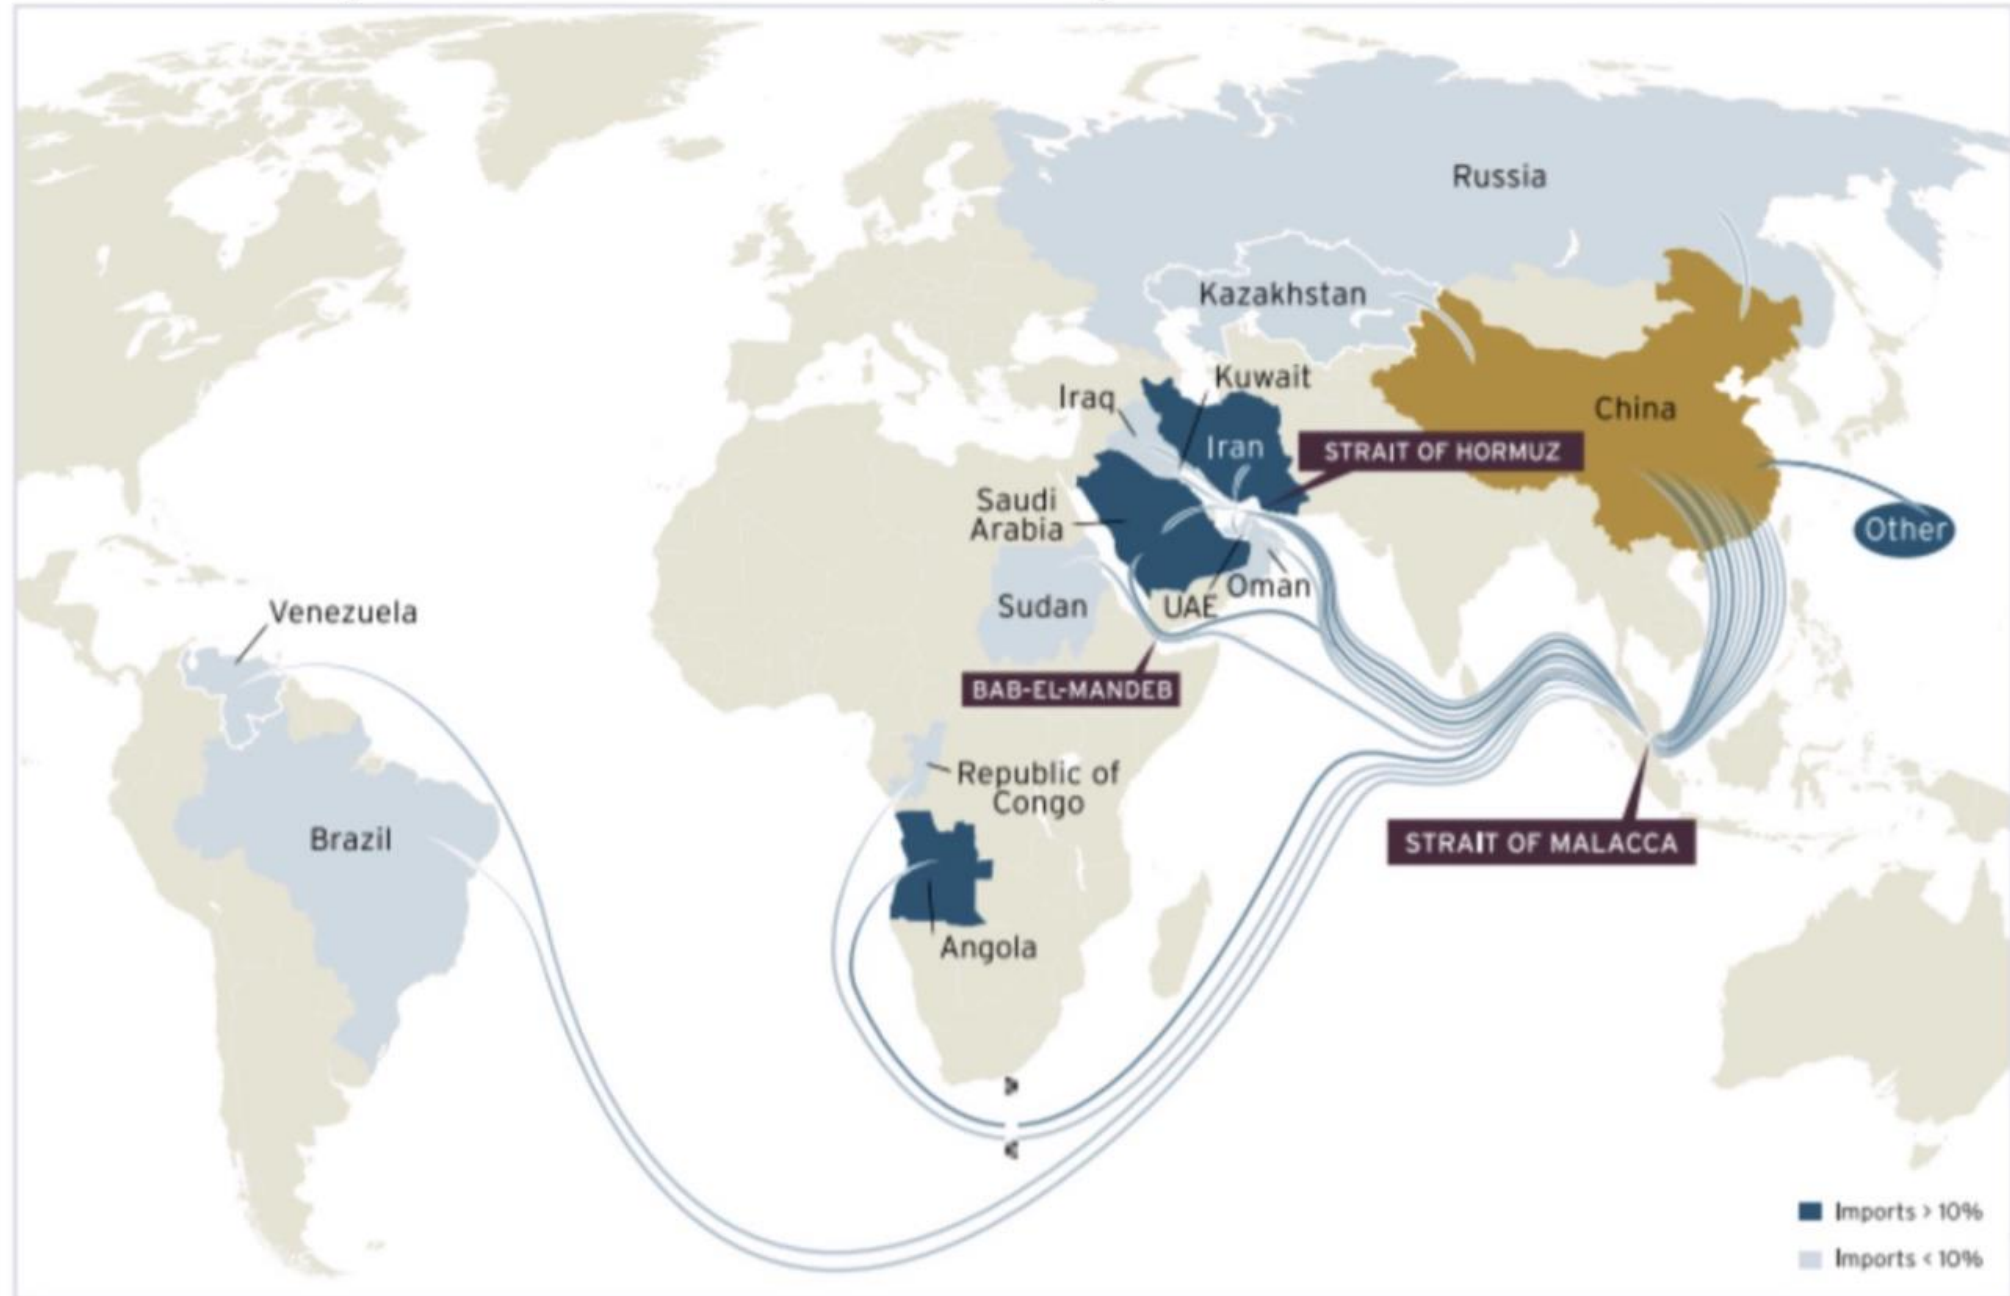 Russia
Kazakhstan
Kuwait
Iraq
China
Iran
STRAIT OF HORMUZ
Saudi
Arabia
Other
Oman
UAE
Sudan
Venezuela
BAB-EL-MANDEB
Republic of
Congo
Brazil
STRAIT OF MALACCA
Angola
Imports > 10%
Imports < 10%